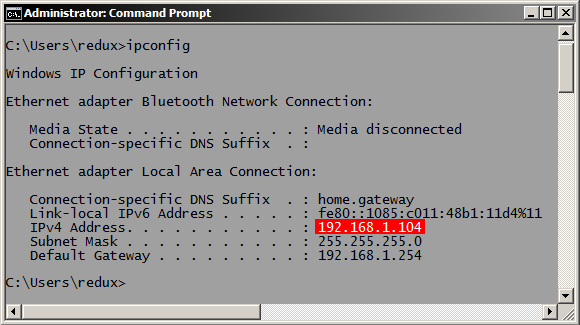 Administrator: Command Prompt
C:\Users\redux>ipconfig
Windows IP Configuration
Ethernet adapter Bluetooth Network Connection:
Media State . . . . . . . . . . . : Media disconnected
Connection-specific DNS Suffix  . :
Ethernet adapter Local Area Connection:
Connection-specific DNS Suffix  . : home.gateway
Link-local IPv6 Address . . . . . : fe80::1085:c011:48b1:11d4%11
IPv4 Address. . . . . . . . . . . : 192.168.1.104
Subnet Mask . . . . . . . . . . . : 255.255.255.0
Default Gateway . . . . . . . . . : 192.168.1.254
C:\Users\redux>